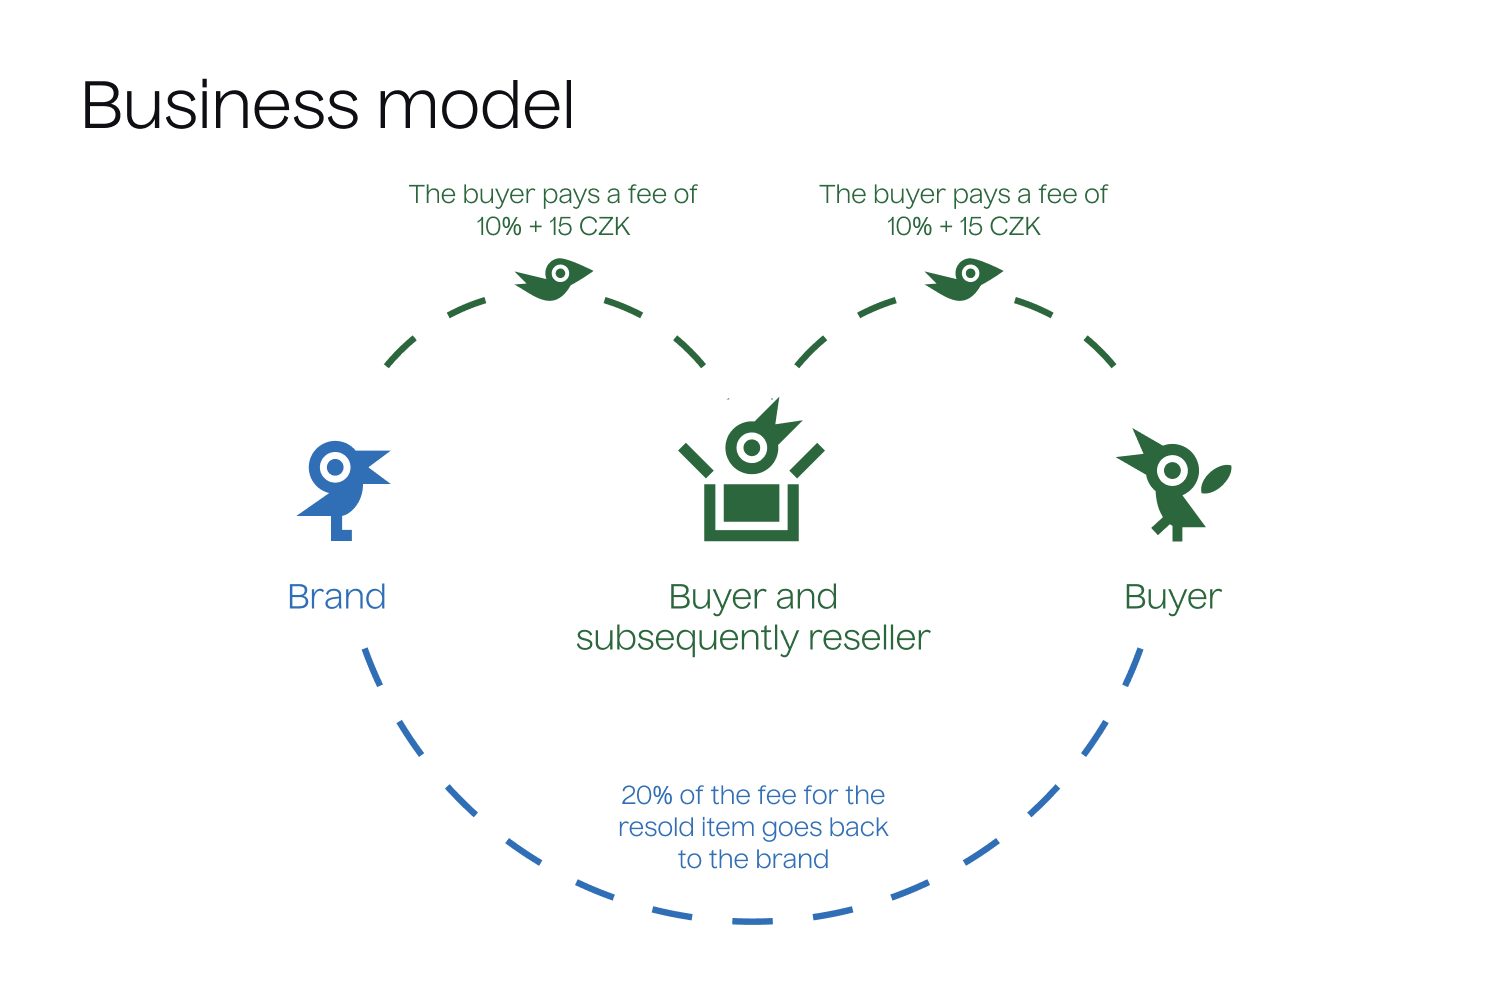 Business model
The buyer pays a fee of
10% + 15 CZK
The buyer pays a fee of
10% + 15 CZK
Brand
Buyer and
subsequently reseller
Buyer
20% of the fee for the
resold item goes back
to the brand